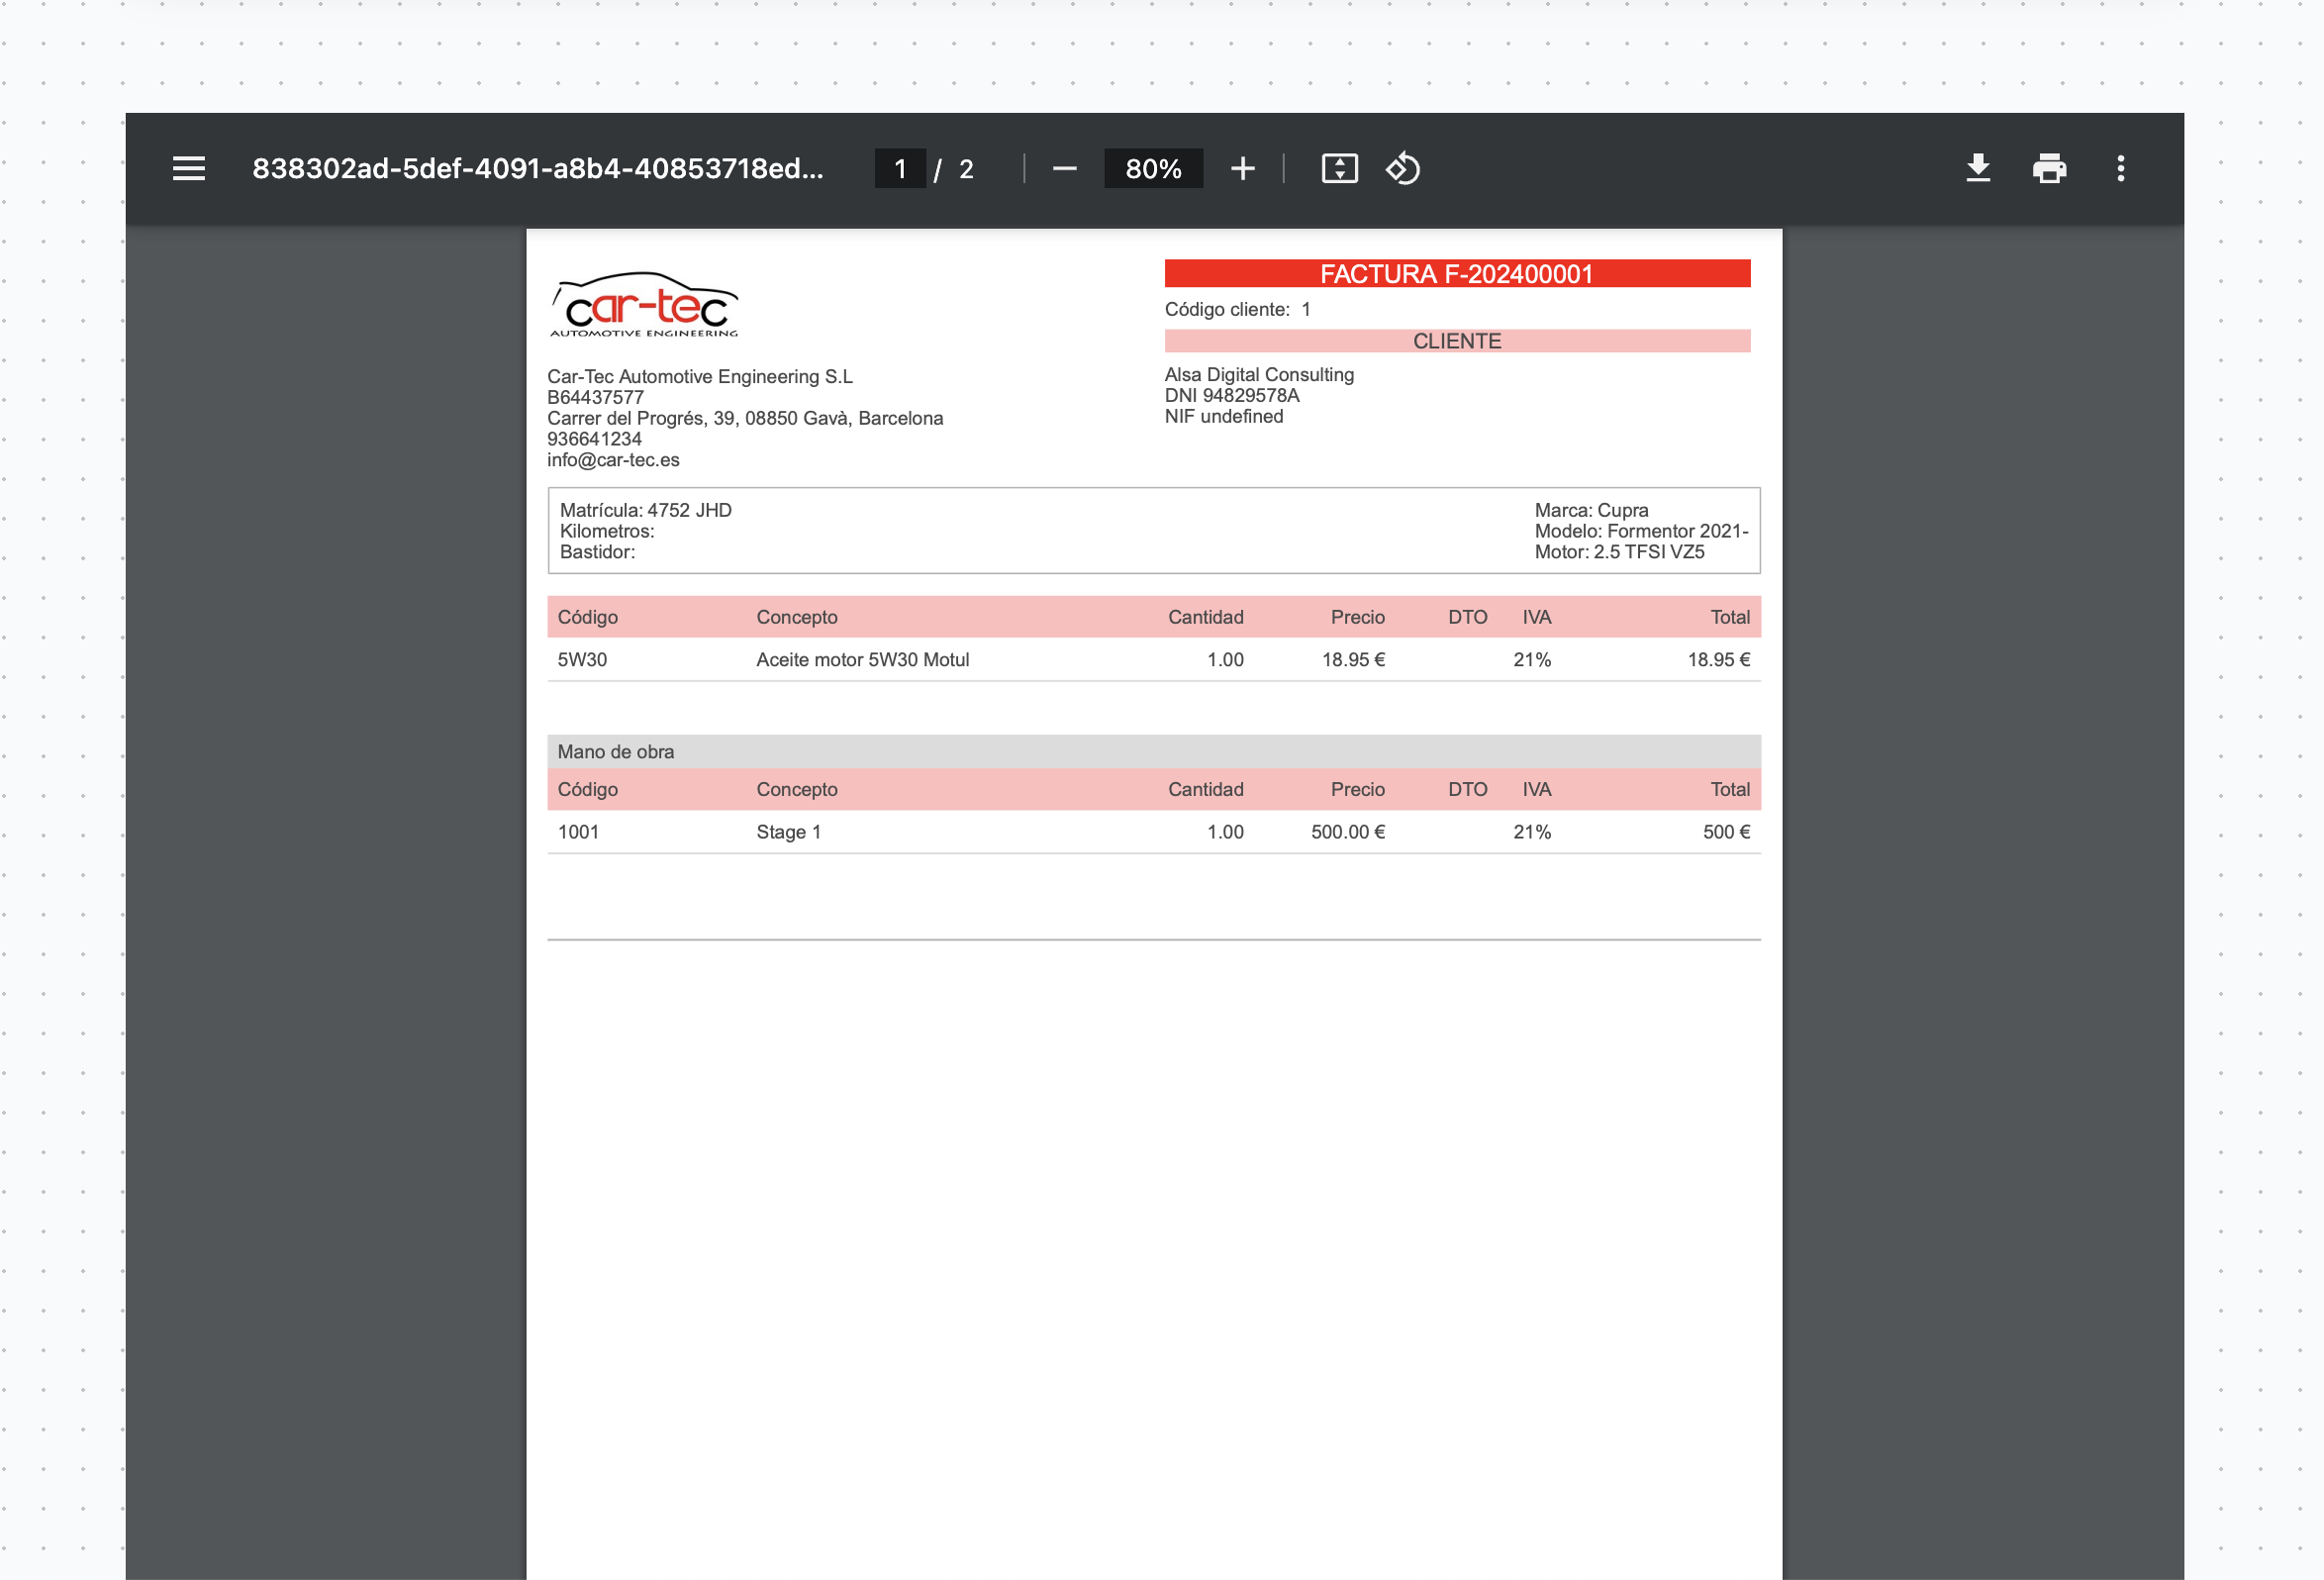 838302ad-5def-4091-a8b4-40853718ed...
1 / 2
80%
car-tec
AUTOMOTIVE ENGINEERING
FACTURA F-202400001
Código cliente: 1
CLIENTE
Car-Tec Automotive Engineering S.L
B64437577
Carrer del Progrés, 39, 08850 Gavà, Barcelona
936641234
info@car-tec.es
Alsa Digital Consulting
DNI 94829578A
NIF undefined
Matrícula: 4752 JHD
Kilometros:
Bastidor:
Marca: Cupra
Modelo: Formentor 2021-
Motor: 2.5 TFSI VZ5
Código Concepto Cantidad Precio DTO IVA Total
5W30 Aceite motor 5W30 Motul 1.00 18.95 € 21% 18.95 €
Mano de obra
Código Concepto Cantidad Precio DTO IVA Total
1001 Stage 1 1.00 500.00 € 21% 500 €